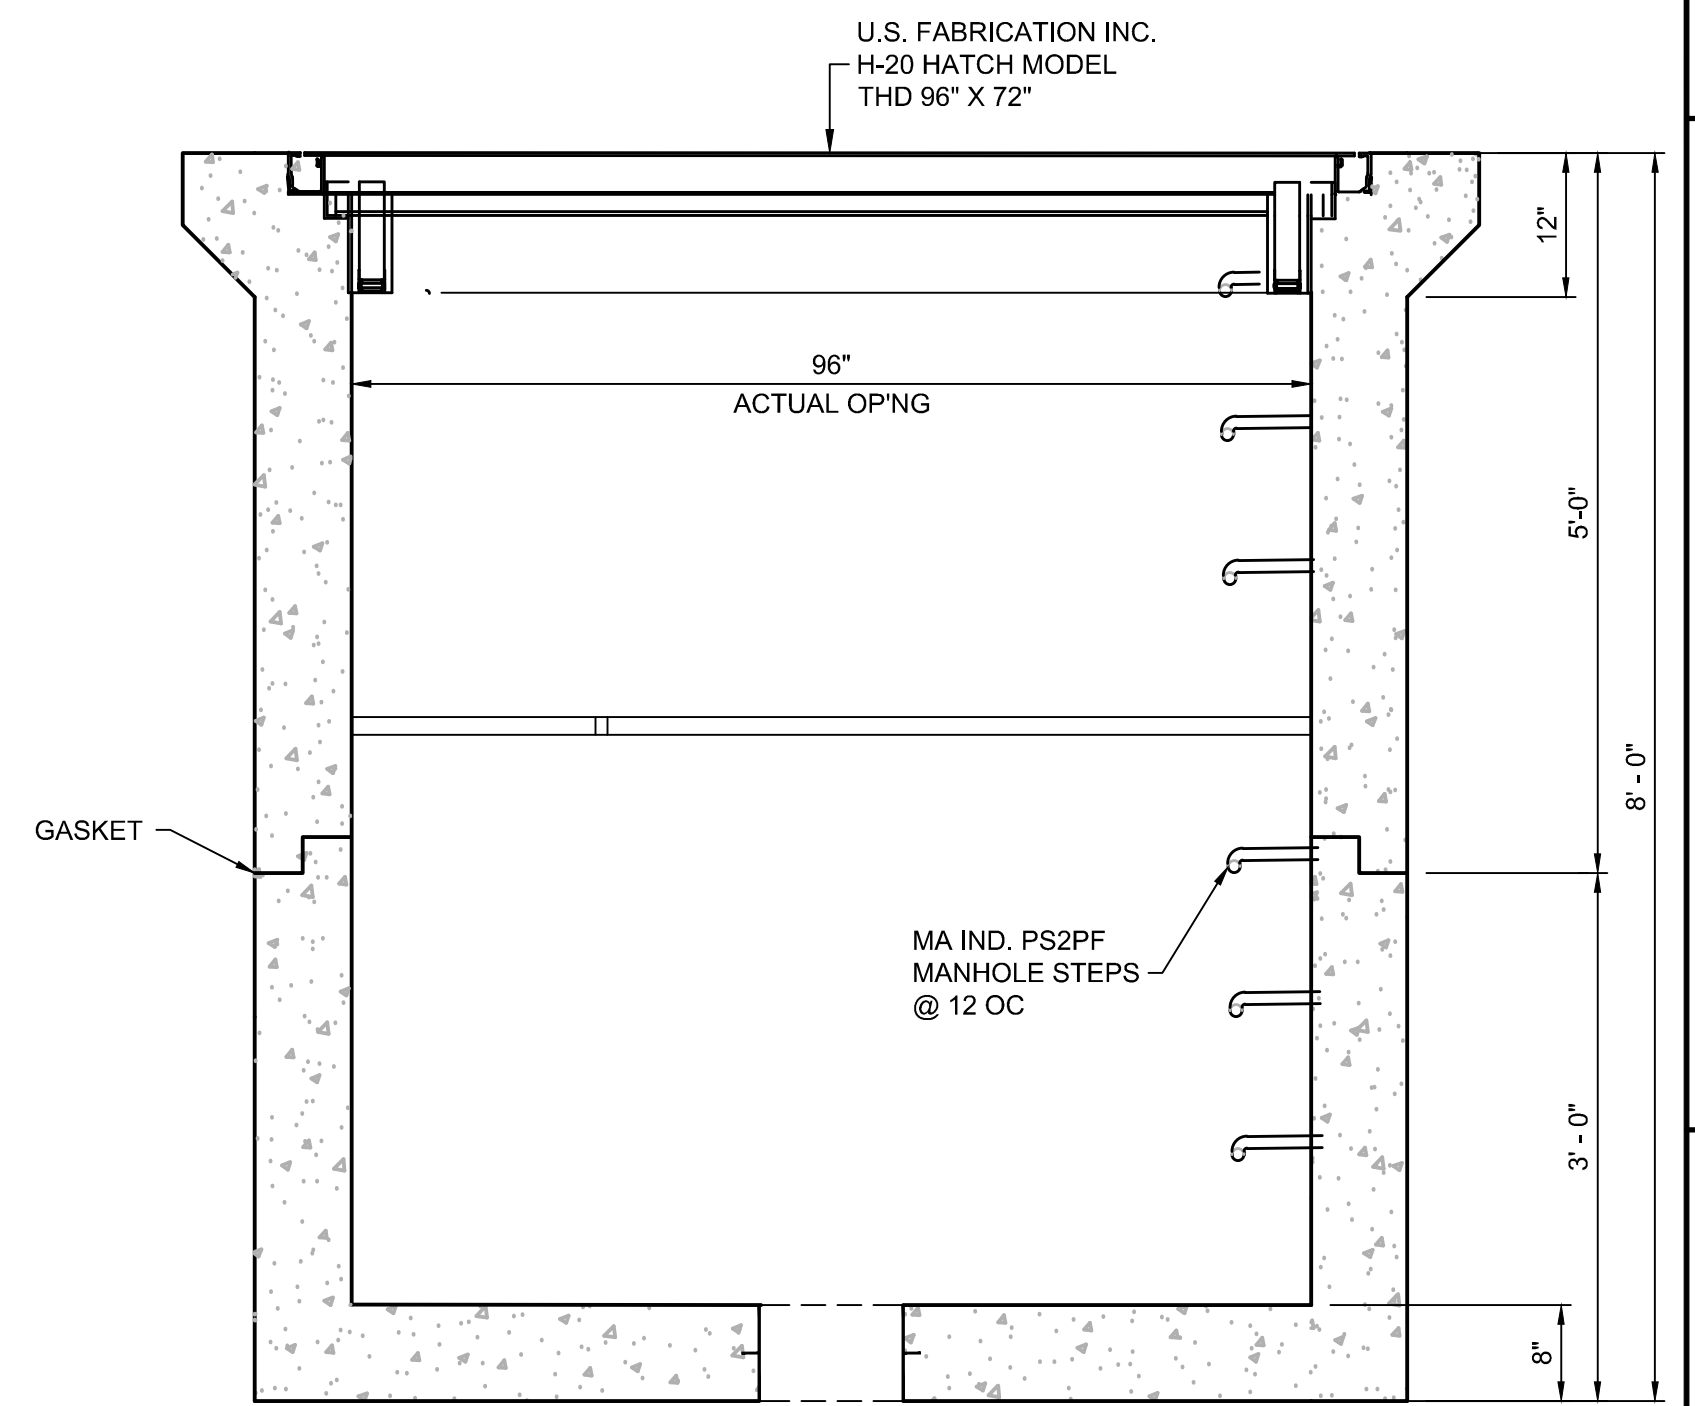 U.S. FABRICATION INC.
H-20 HATCH MODEL
THD 96" X 72"
12"
96"
ACTUAL OP'NG
5'-0"
8' - 0"
GASKET
MA IND. PS2PF
MANHOLE STEPS
@ 12 OC
3' - 0"
8"